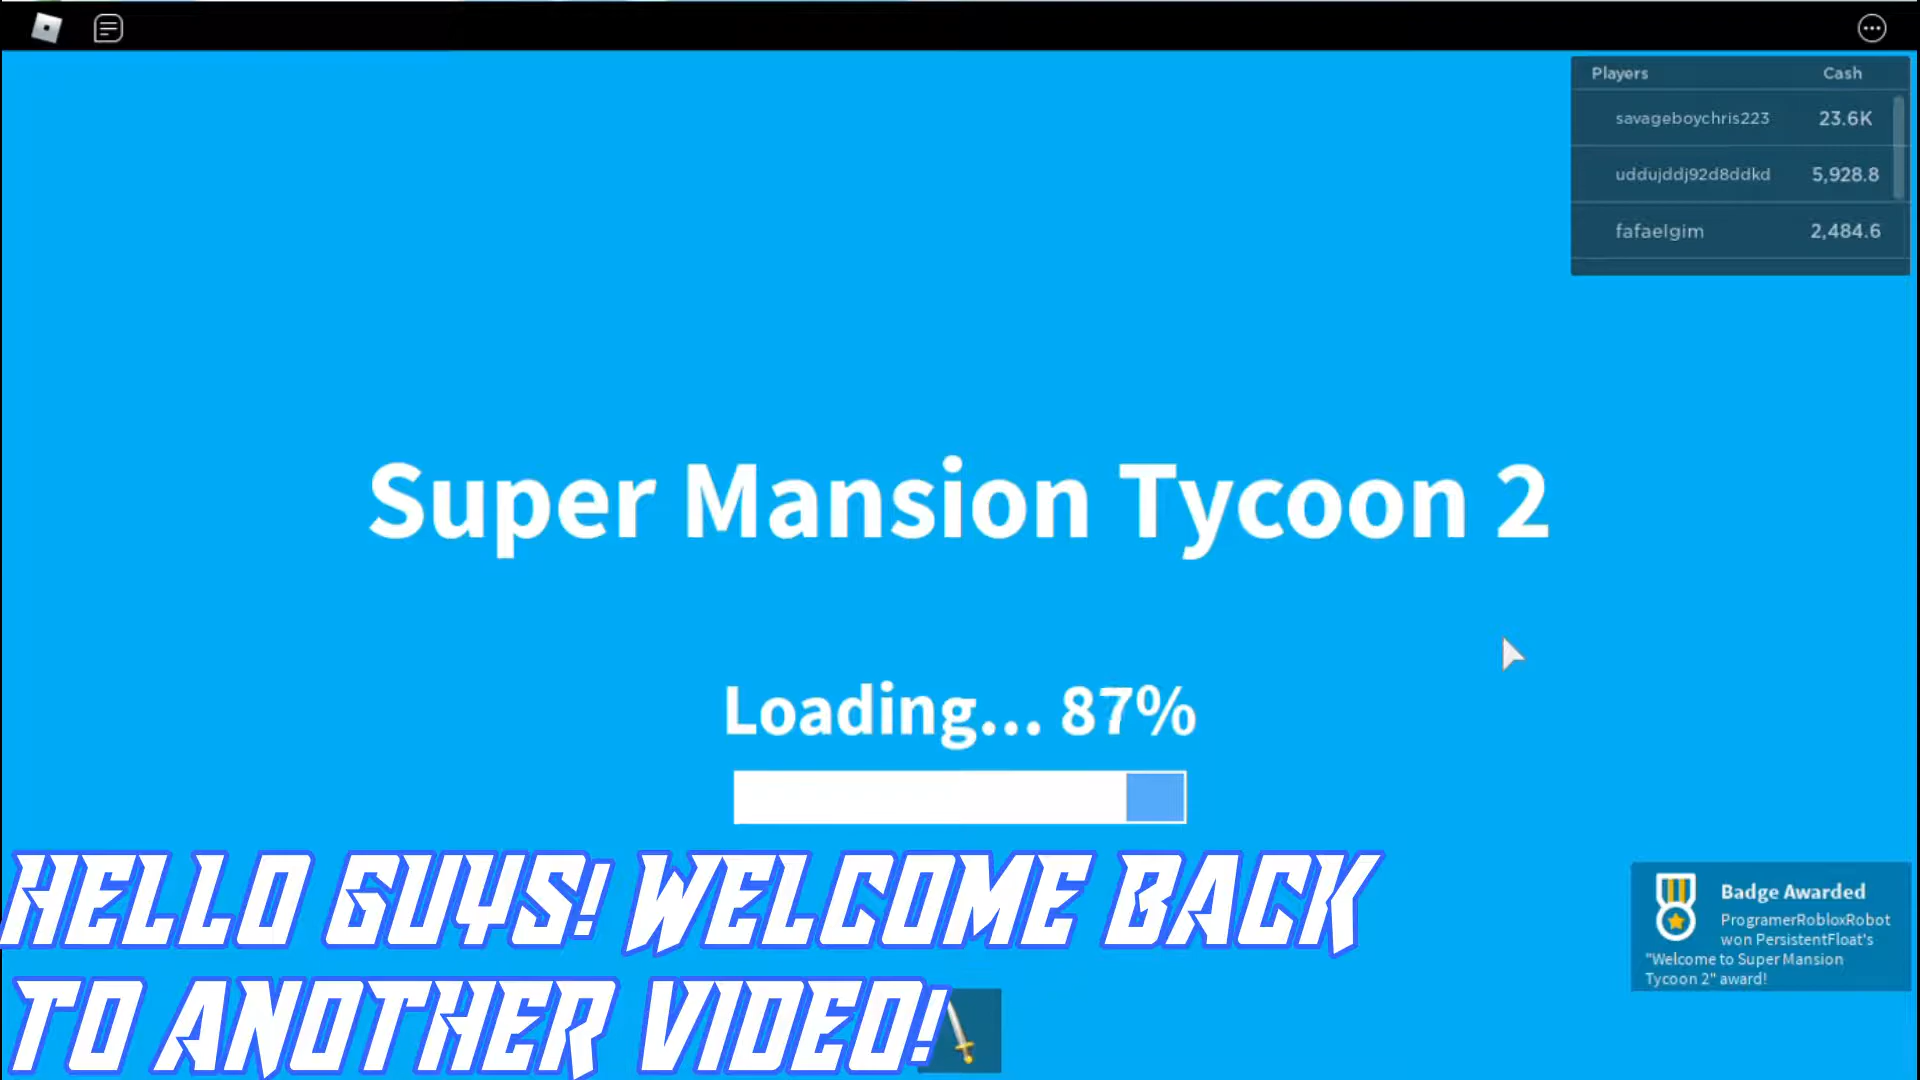 Players Cash
savageboychris223 23.6K
uddujddj92d8ddkd 5,928.8
fafaelgim 2,484.6
Super Mansion Tycoon 2
Loading... 87%
HELLO GUYS! WELCOME BACK
TO ANOTHER VIDEO!
Badge Awarded
ProgramerRobloxRobot
won PersistentFloat's
"Welcome to Super Mansion
Tycoon 2" award!